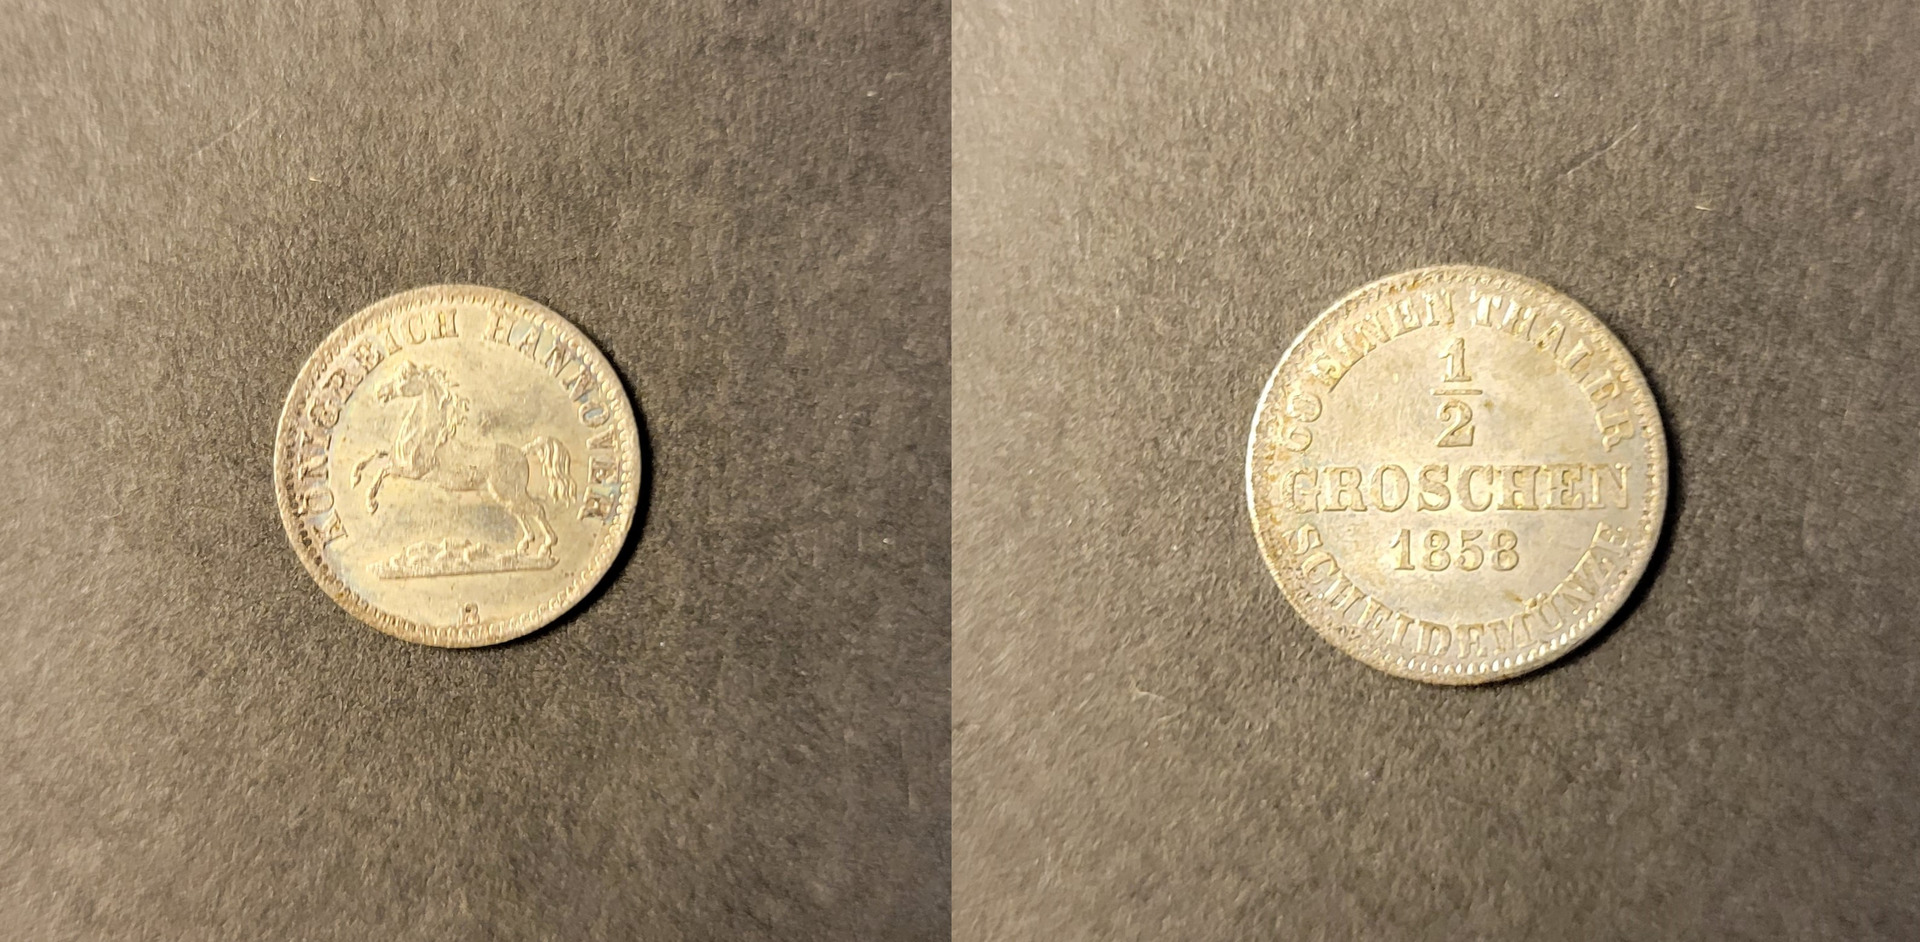 KÖNIGREICH HANNOVER
B
60 EINEN THALER
1
2
GROSCHEN
1858
SCHEIDEMÜNZE